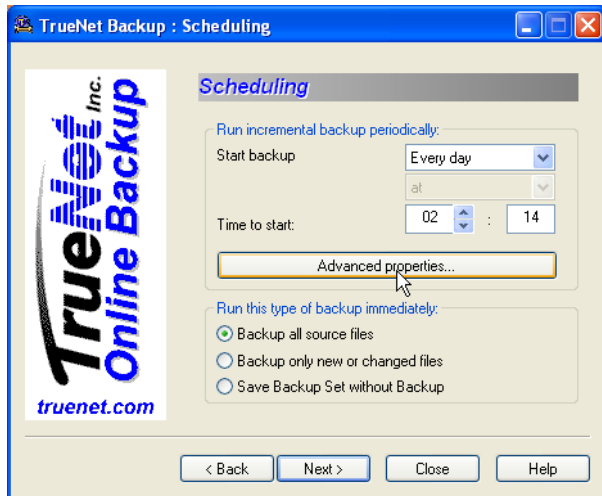 TrueNet Backup : Scheduling
TrueNet Inc.
Online Backup
truenet.com
Scheduling
Run incremental backup periodically:
Start backup
Every day
at
Time to start:
02 : 14
Advanced properties...
Run this type of backup immediately:
Backup all source files
Backup only new or changed files
Save Backup Set without Backup
< Back
Next >
Close
Help